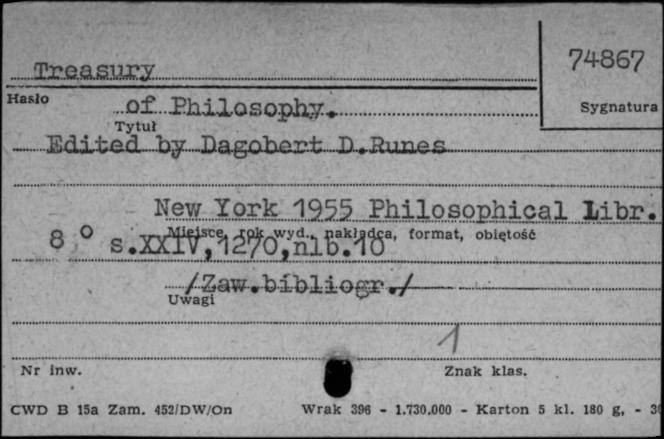 74867
Treasury
Hasło
of Philosophy.
Sygnatura
Tytuł
Edited by Dagobert D.Runes
New York 1955 Philosophical Libr.
Miejsce, rok wyd., nakładca, format, objętość
8° s.XXIV,1270,nlb.10
/Zaw.bibliogr./
Uwagi
1
Nr inw.
Znak klas.
CWD B 15a Zam. 452/DW/On Wrak 396 - 1.730.000 - Karton 5 kl. 180 g, -